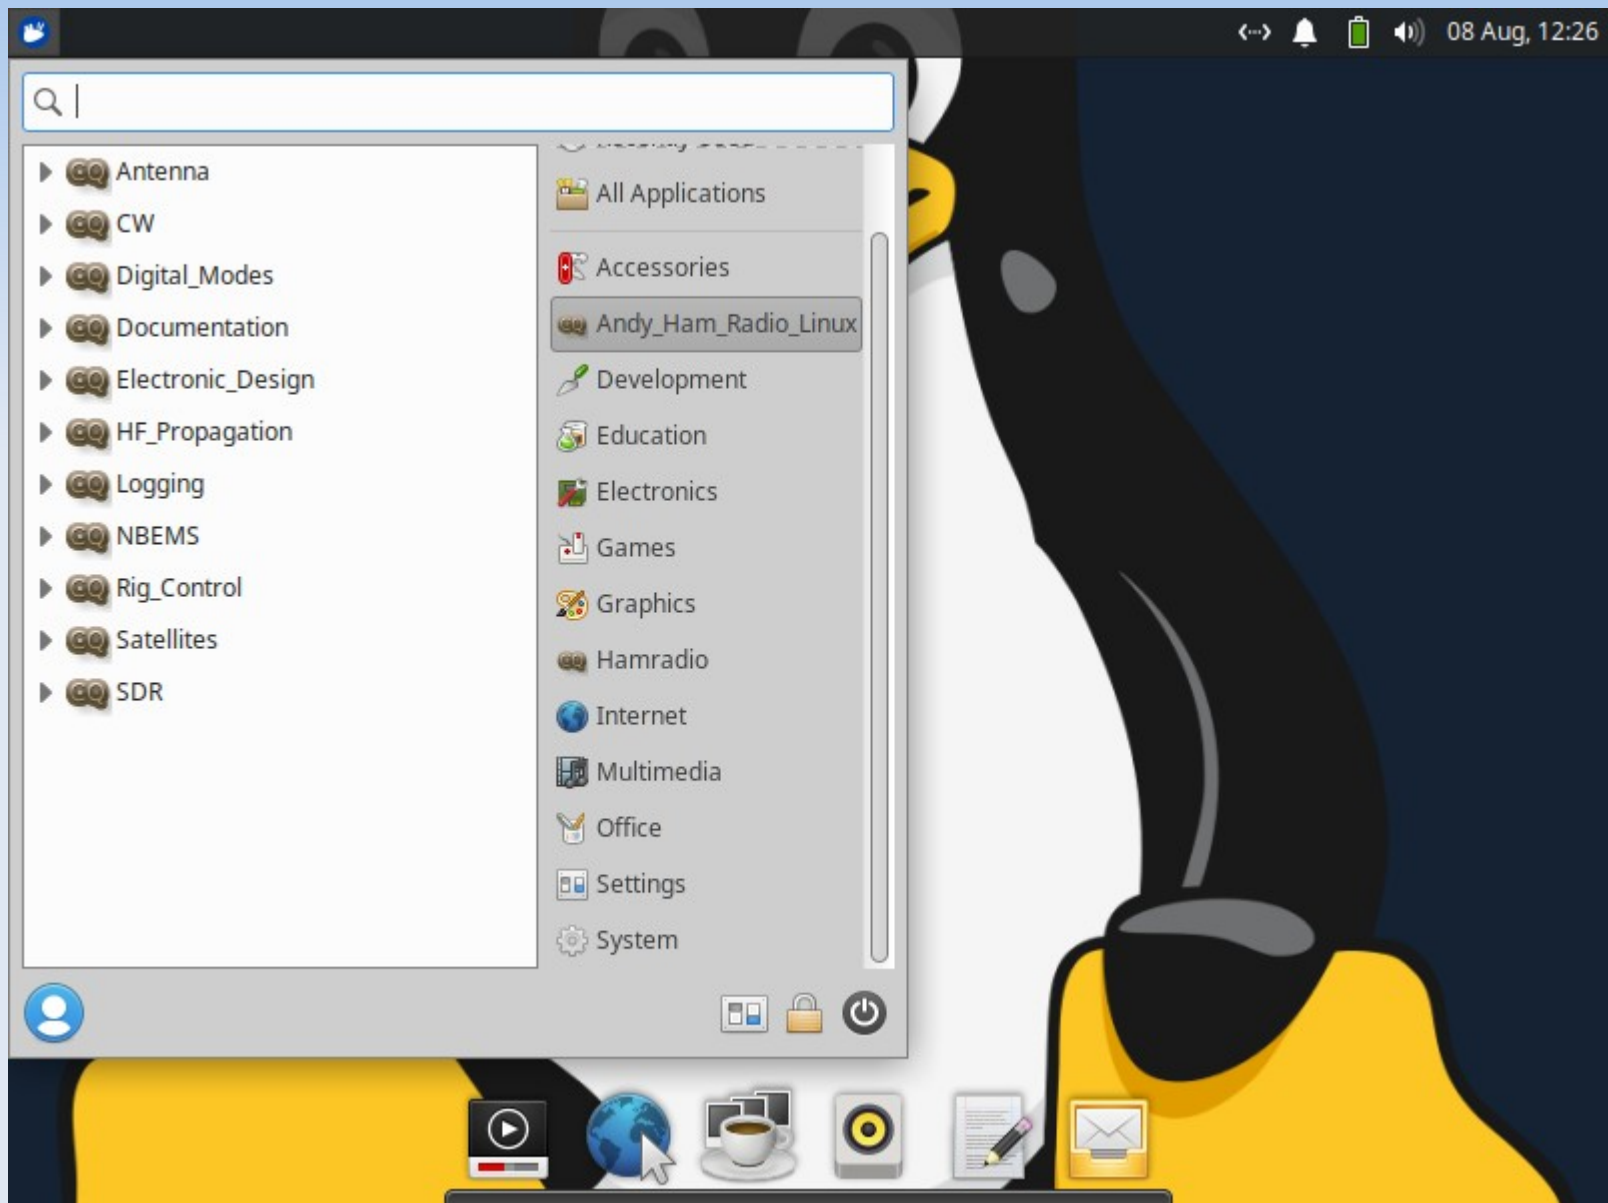 08 Aug, 12:26
Antenna
CW
Digital_Modes
Documentation
Electronic_Design
HF_Propagation
Logging
NBEMS
Rig_Control
Satellites
SDR
All Applications
Accessories
Andy_Ham_Radio_Linux
Development
Education
Electronics
Games
Graphics
Hamradio
Internet
Multimedia
Office
Settings
System